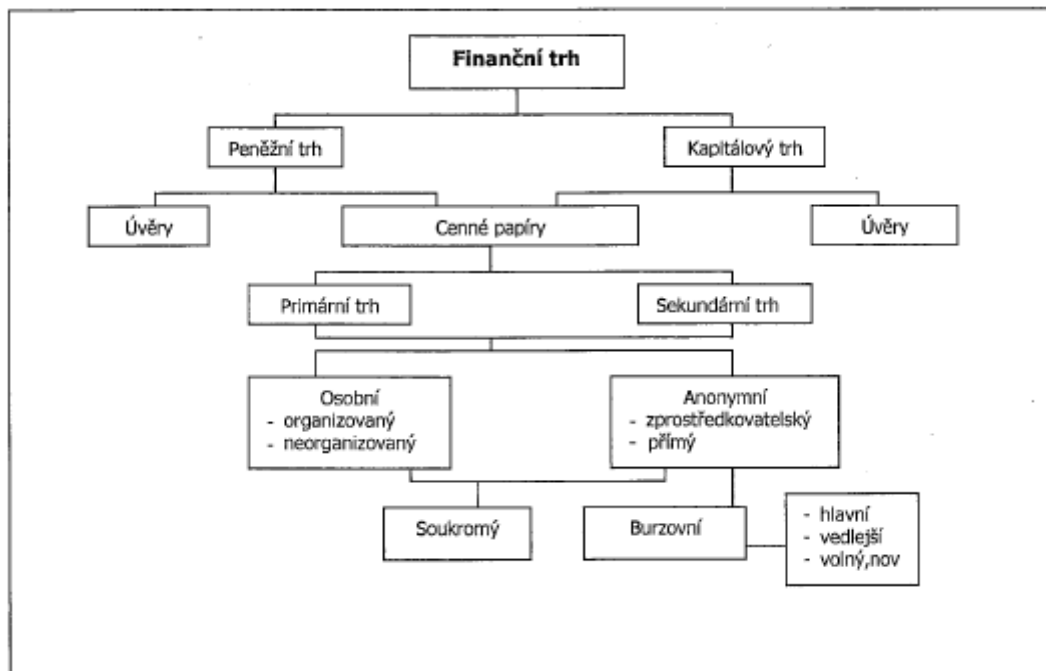 Finanční trh
Peněžní trh
Kapitálový trh
Úvěry
Cenné papíry
Úvěry
Primární trh
Sekundární trh
Osobní
- organizovaný
- neorganizovaný
Anonymní
- zprostředkovatelský
- přímý
Soukromý
Burzovní
- hlavní
- vedlejší
- volný,nov